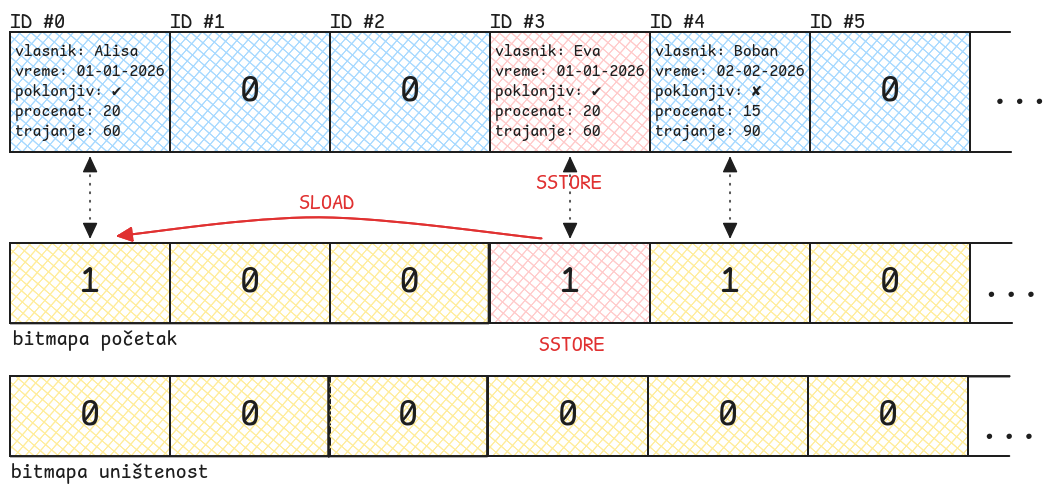 ID #0 ID #1 ID #2 ID #3 ID #4 ID #5
vlasnik: Alisa
vreme: 01-01-2026
poklonjiv: ✔
procenat: 20
trajanje: 60
0
0
vlasnik: Eva
vreme: 01-01-2026
poklonjiv: ✔
procenat: 20
trajanje: 60
vlasnik: Boban
vreme: 02-02-2026
poklonjiv: ✘
procenat: 15
trajanje: 90
0
...
SSTORE
SLOAD
1 0 0 1 1 0 ...
bitmapa početak
SSTORE
0 0 0 0 0 0 ...
bitmapa uništenost